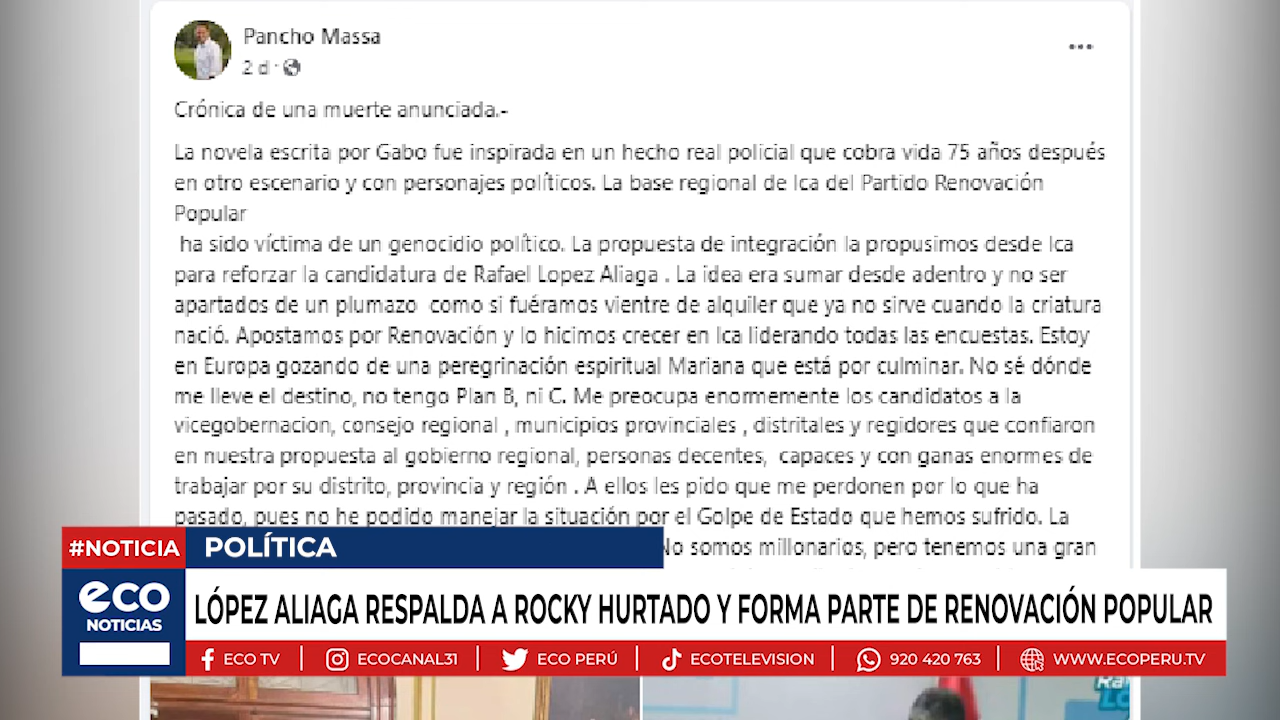 Pancho Massa
2 d ·
Crónica de una muerte anunciada.-
La novela escrita por Gabo fue inspirada en un hecho real policial que cobra vida 75 años después
en otro escenario y con personajes políticos. La base regional de Ica del Partido Renovación
Popular
ha sido víctima de un genocidio político. La propuesta de integración la propusimos desde Ica
para reforzar la candidatura de Rafael Lopez Aliaga . La idea era sumar desde adentro y no ser
apartados de un plumazo como si fuéramos vientre de alquiler que ya no sirve cuando la criatura
nació. Apostamos por Renovación y lo hicimos crecer en Ica liderando todas las encuestas. Estoy
en Europa gozando de una peregrinación espiritual Mariana que está por culminar. No sé dónde
me lleve el destino, no tengo Plan B, ni C. Me preocupa enormemente los candidatos a la
vicegobernacion, consejo regional , municipios provinciales , distritales y regidores que confiaron
en nuestra propuesta al gobierno regional, personas decentes, capaces y con ganas enormes de
trabajar por su distrito, provincia y región . A ellos les pido que me perdonen por lo que ha
pasado, pues no he podido manejar la situación por el Golpe de Estado que hemos sufrido. La
No somos millonarios, pero tenemos una gran
#NOTICIA POLÍTICA
eco
NOTICIAS
LÓPEZ ALIAGA RESPALDA A ROCKY HURTADO Y FORMA PARTE DE RENOVACIÓN POPULAR
ECO TV | ECOCANAL31 | ECO PERÚ | ECOTELEVISION | 920 420 763 | WWW.ECOPERU.TV